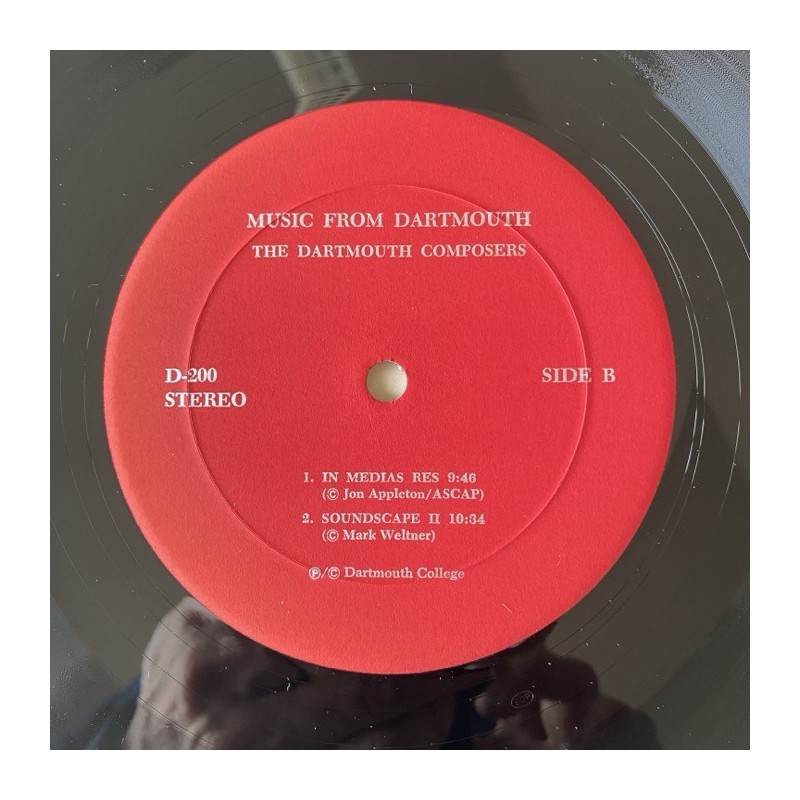 MUSIC FROM DARTMOUTH
THE DARTMOUTH COMPOSERS
D-200
STEREO
SIDE B
1. IN MEDIAS RES 9:46
(© Jon Appleton/ASCAP)
2. SOUNDSCAPE II 10:34
(© Mark Weltner)
℗/© Dartmouth College